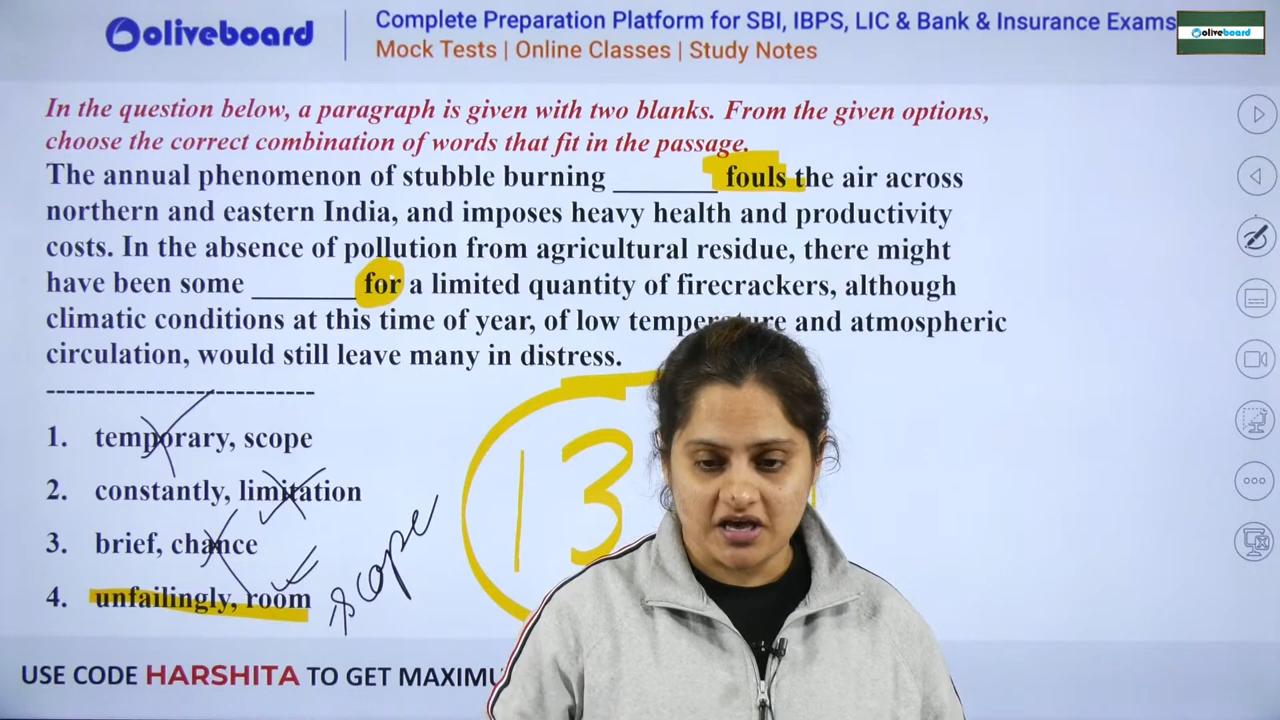 oliveboard
Complete Preparation Platform for SBI, IBPS, LIC & Bank & Insurance Exams
Mock Tests | Online Classes | Study Notes
oliveboard
In the question below, a paragraph is given with two blanks. From the given options,
choose the correct combination of words that fit in the passage.
The annual phenomenon of stubble burning ________ fouls the air across
northern and eastern India, and imposes heavy health and productivity
costs. In the absence of pollution from agricultural residue, there might
have been some ________ for a limited quantity of firecrackers, although
climatic conditions at this time of year, of low temperature and atmospheric
circulation, would still leave many in distress.
--------------------------
1. temporary, scope
2. constantly, limitation
3. brief, chance
4. unfailingly, room
scope
13
USE CODE HARSHITA TO GET MAXIMU